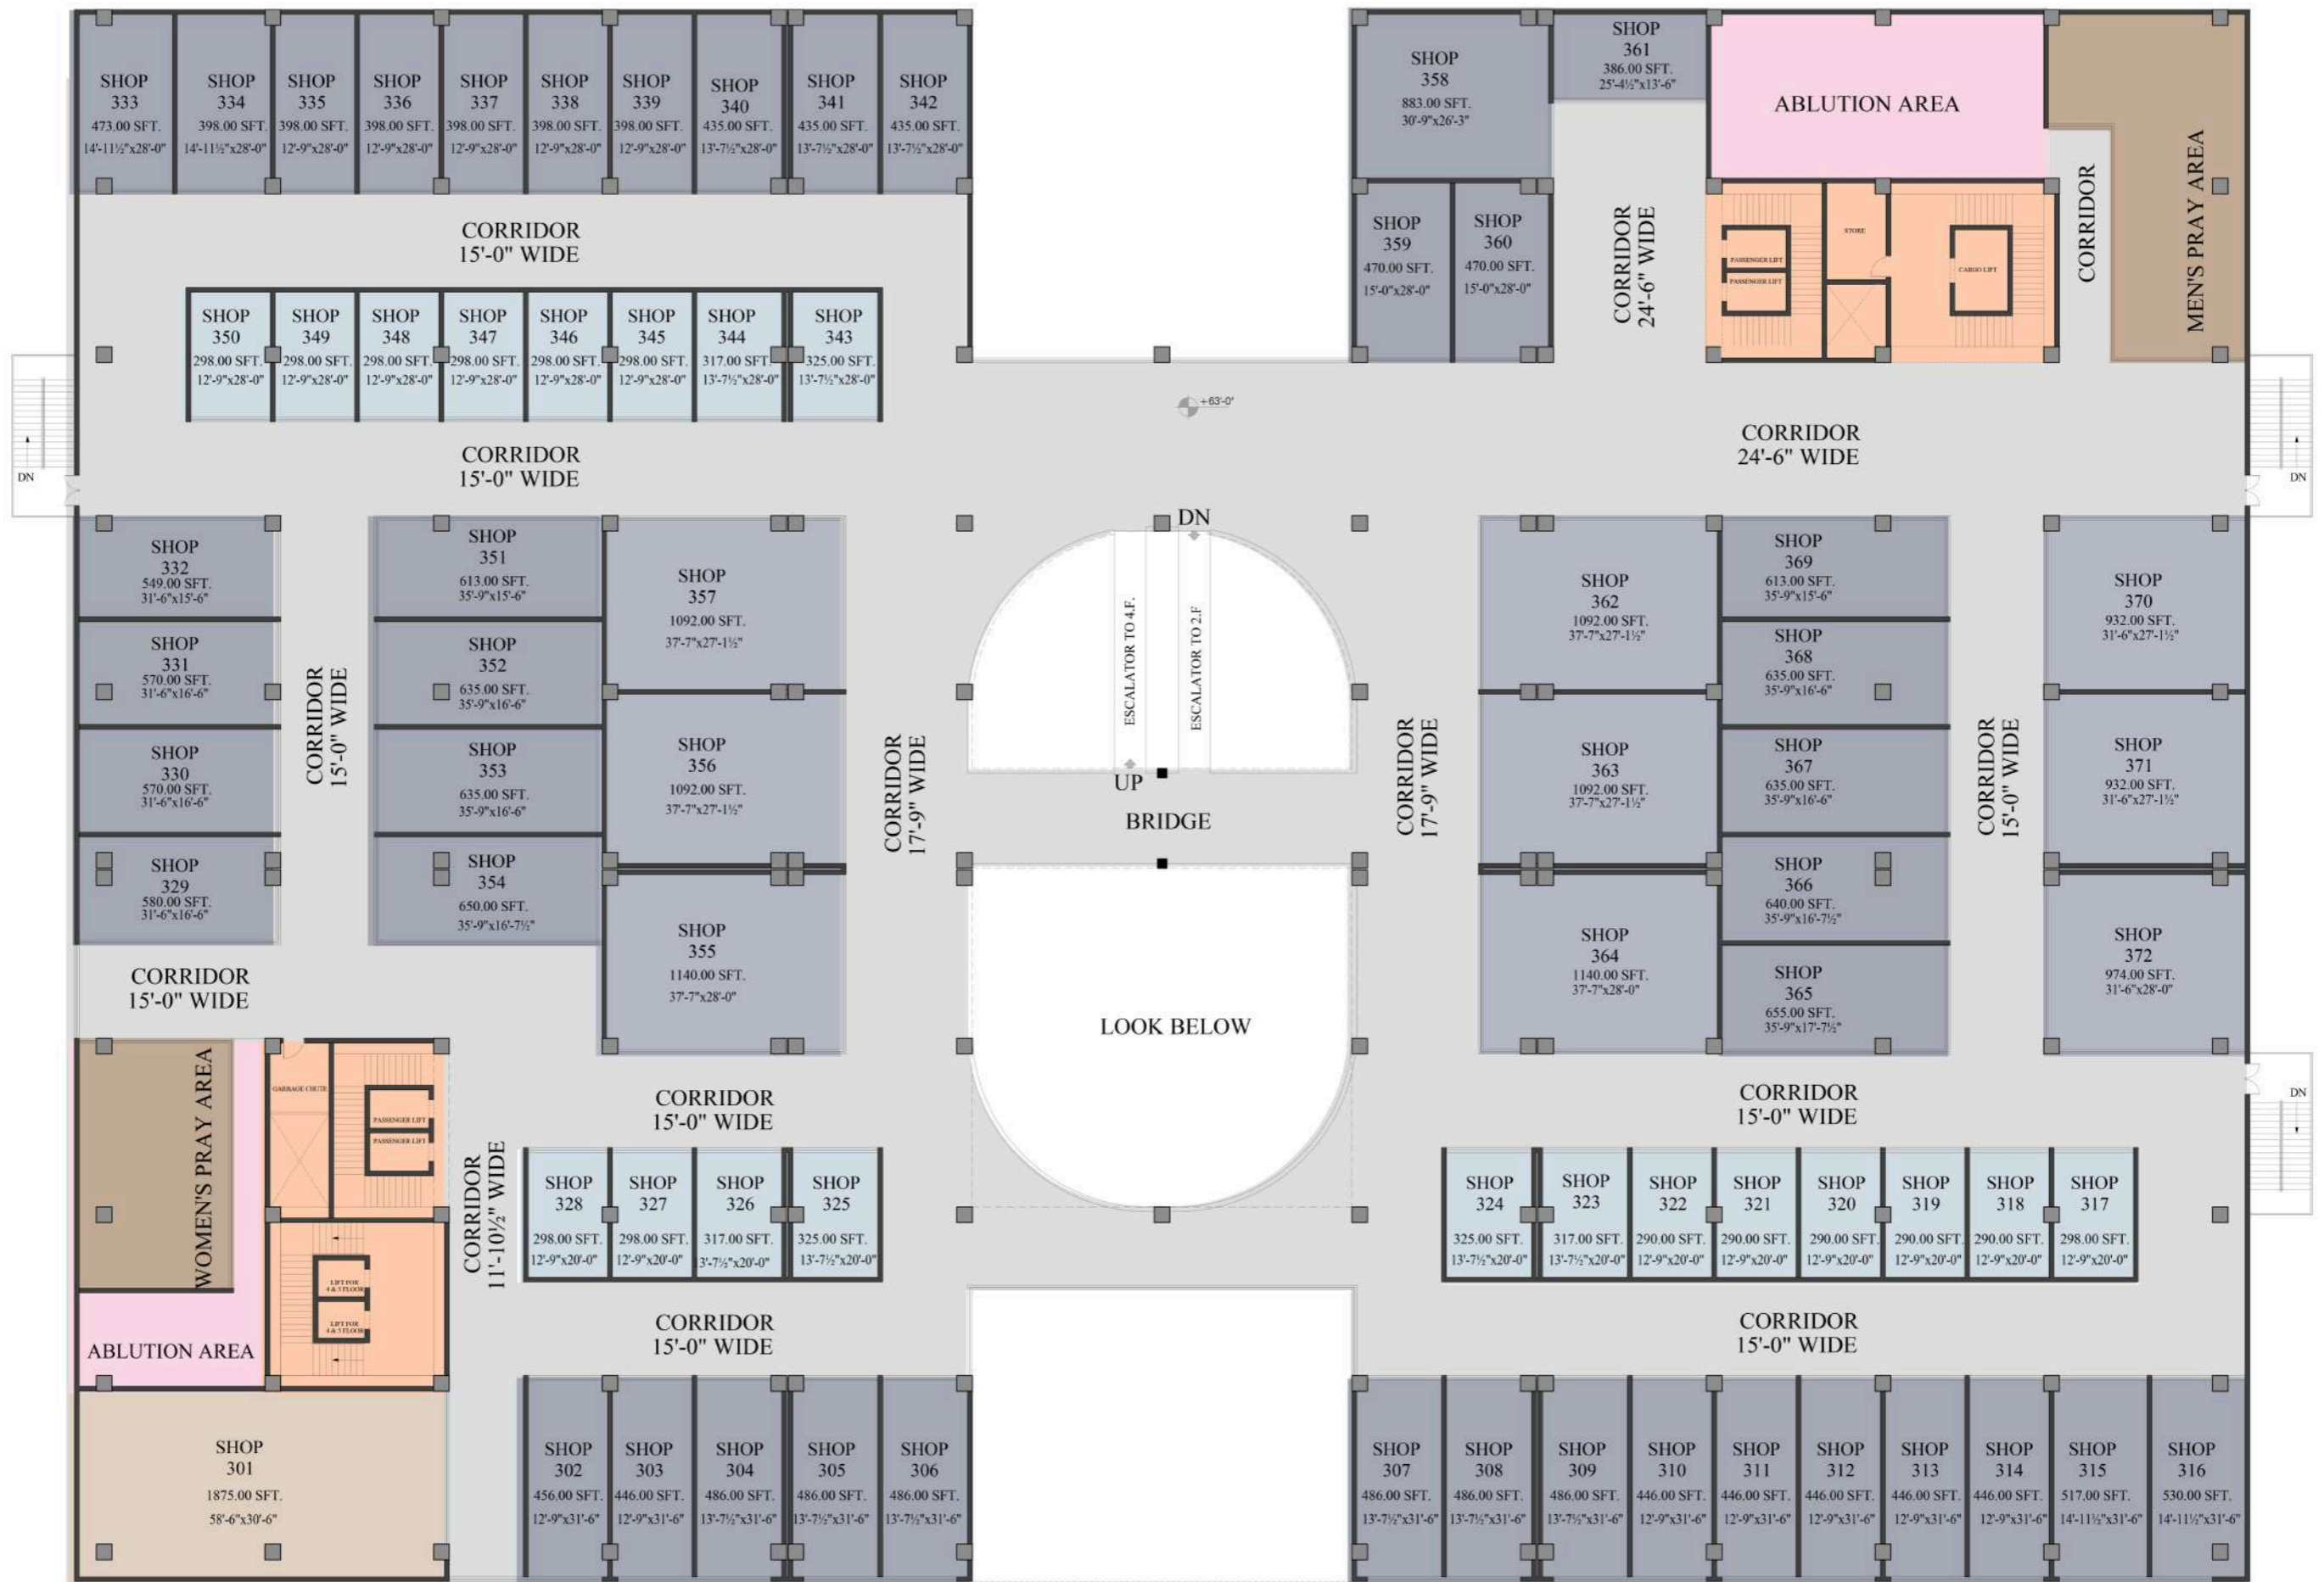 SHOP
333
473.00 SFT.
14'-11½"x28'-0"
SHOP
334
398.00 SFT.
14'-11½"x28'-0"
SHOP
335
398.00 SFT.
12'-9"x28'-0"
SHOP
336
398.00 SFT.
12'-9"x28'-0"
SHOP
337
398.00 SFT.
12'-9"x28'-0"
SHOP
338
398.00 SFT.
12'-9"x28'-0"
SHOP
339
398.00 SFT.
12'-9"x28'-0"
SHOP
340
435.00 SFT.
13'-7½"x28'-0"
SHOP
341
435.00 SFT.
13'-7½"x28'-0"
SHOP
342
435.00 SFT.
13'-7½"x28'-0"
SHOP
358
883.00 SFT.
30'-9"x26'-3"
SHOP
361
386.00 SFT.
25'-4½"x13'-6"
ABLUTION AREA
MEN'S PRAY AREA
CORRIDOR
15'-0" WIDE
SHOP
359
470.00 SFT.
15'-0"x28'-0"
SHOP
360
470.00 SFT.
15'-0"x28'-0"
CORRIDOR
24'-6" WIDE
PASSENGER LIFT
PASSENGER LIFT
STORE
CARGO LIFT
CORRIDOR
SHOP
350
298.00 SFT.
12'-9"x28'-0"
SHOP
349
298.00 SFT.
12'-9"x28'-0"
SHOP
348
298.00 SFT.
12'-9"x28'-0"
SHOP
347
298.00 SFT.
12'-9"x28'-0"
SHOP
346
298.00 SFT.
12'-9"x28'-0"
SHOP
345
298.00 SFT.
12'-9"x28'-0"
SHOP
344
317.00 SFT.
13'-7½"x28'-0"
SHOP
343
325.00 SFT.
13'-7½"x28'-0"
+63'-0"
DN
CORRIDOR
15'-0" WIDE
CORRIDOR
24'-6" WIDE
DN
SHOP
332
549.00 SFT.
31'-6"x15'-6"
SHOP
331
570.00 SFT.
31'-6"x16'-6"
SHOP
330
570.00 SFT.
31'-6"x16'-6"
SHOP
329
580.00 SFT.
31'-6"x16'-6"
CORRIDOR
15'-0" WIDE
SHOP
351
613.00 SFT.
35'-9"x15'-6"
SHOP
352
635.00 SFT.
35'-9"x16'-6"
SHOP
353
635.00 SFT.
35'-9"x16'-6"
SHOP
354
650.00 SFT.
35'-9"x16'-7½"
SHOP
357
1092.00 SFT.
37'-7"x27'-1½"
SHOP
356
1092.00 SFT.
37'-7"x27'-1½"
SHOP
355
1140.00 SFT.
37'-7"x28'-0"
CORRIDOR
17'-9" WIDE
DN
ESCALATOR TO 4.F.
ESCALATOR TO 2.F
UP
BRIDGE
LOOK BELOW
CORRIDOR
17'-9" WIDE
SHOP
362
1092.00 SFT.
37'-7"x27'-1½"
SHOP
363
1092.00 SFT.
37'-7"x27'-1½"
SHOP
364
1140.00 SFT.
37'-7"x28'-0"
SHOP
369
613.00 SFT.
35'-9"x15'-6"
SHOP
368
635.00 SFT.
35'-9"x16'-6"
SHOP
367
635.00 SFT.
35'-9"x16'-6"
SHOP
366
640.00 SFT.
35'-9"x16'-7½"
SHOP
365
655.00 SFT.
35'-9"x17'-7½"
CORRIDOR
15'-0" WIDE
SHOP
370
932.00 SFT.
31'-6"x27'-1½"
SHOP
371
932.00 SFT.
31'-6"x27'-1½"
SHOP
372
974.00 SFT.
31'-6"x28'-0"
CORRIDOR
15'-0" WIDE
WOMEN'S PRAY AREA
GARBAGE CHUTE
PASSENGER LIFT
PASSENGER LIFT
LIFT FOR
4 & 5 FLOOR
LIFT FOR
4 & 5 FLOOR
ABLUTION AREA
CORRIDOR
11'-10½" WIDE
CORRIDOR
15'-0" WIDE
CORRIDOR
15'-0" WIDE
DN
SHOP
328
298.00 SFT.
12'-9"x20'-0"
SHOP
327
298.00 SFT.
12'-9"x20'-0"
SHOP
326
317.00 SFT.
3'-7½"x20'-0"
SHOP
325
325.00 SFT.
13'-7½"x20'-0"
SHOP
324
325.00 SFT.
13'-7½"x20'-0"
SHOP
323
317.00 SFT.
13'-7½"x20'-0"
SHOP
322
290.00 SFT.
12'-9"x20'-0"
SHOP
321
290.00 SFT.
12'-9"x20'-0"
SHOP
320
290.00 SFT.
12'-9"x20'-0"
SHOP
319
290.00 SFT.
12'-9"x20'-0"
SHOP
318
290.00 SFT.
12'-9"x20'-0"
SHOP
317
298.00 SFT.
12'-9"x20'-0"
CORRIDOR
15'-0" WIDE
CORRIDOR
15'-0" WIDE
SHOP
301
1875.00 SFT.
58'-6"x30'-6"
SHOP
302
456.00 SFT.
12'-9"x31'-6"
SHOP
303
446.00 SFT.
12'-9"x31'-6"
SHOP
304
486.00 SFT.
13'-7½"x31'-6"
SHOP
305
486.00 SFT.
13'-7½"x31'-6"
SHOP
306
486.00 SFT.
13'-7½"x31'-6"
SHOP
307
486.00 SFT.
13'-7½"x31'-6"
SHOP
308
486.00 SFT.
13'-7½"x31'-6"
SHOP
309
486.00 SFT.
13'-7½"x31'-6"
SHOP
310
446.00 SFT.
12'-9"x31'-6"
SHOP
311
446.00 SFT.
12'-9"x31'-6"
SHOP
312
446.00 SFT.
12'-9"x31'-6"
SHOP
313
446.00 SFT.
12'-9"x31'-6"
SHOP
314
446.00 SFT.
12'-9"x31'-6"
SHOP
315
517.00 SFT.
14'-11½"x31'-6"
SHOP
316
530.00 SFT.
14'-11½"x31'-6"